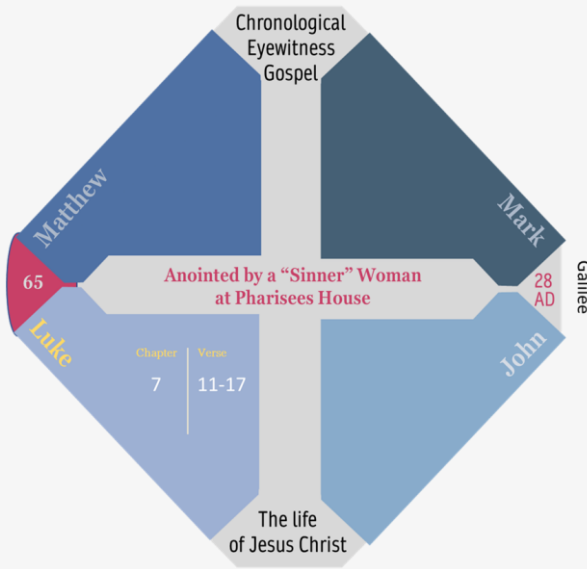 Chronological
Eyewitness
Gospel
Matthew
Mark
65
Anointed by a “Sinner” Woman
at Pharisees House
28
AD
Galilee
Luke
John
Chapter
Verse
7
11-17
The life
of Jesus Christ